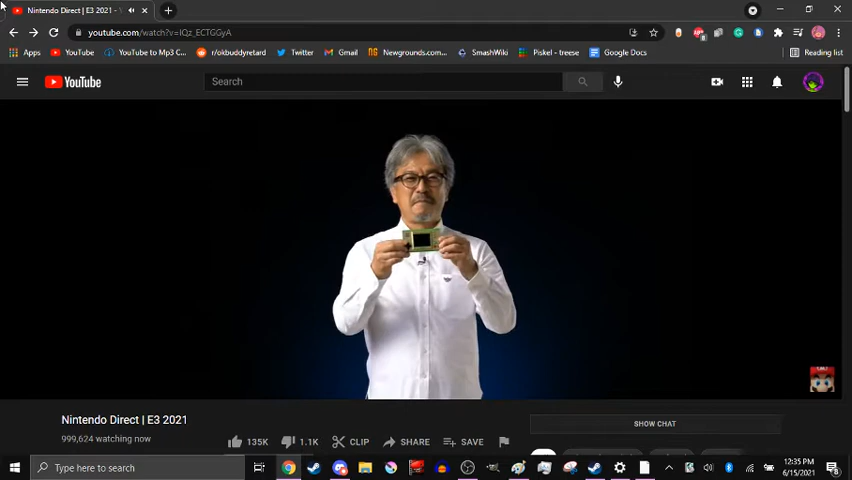 Nintendo Direct | E3 2021 -
youtube.com/watch?v=IQz_ECTGGyA
Apps YouTube YouTube to Mp3 C... r/okbuddyretard Twitter Gmail Newgrounds.com... SmashWiki Piskel - treese Google Docs Reading list
YouTube Search
Nintendo Direct | E3 2021
999,624 watching now
135K 1.1K CLIP SHARE SAVE
SHOW CHAT
Type here to search
12:35 PM
6/15/2021